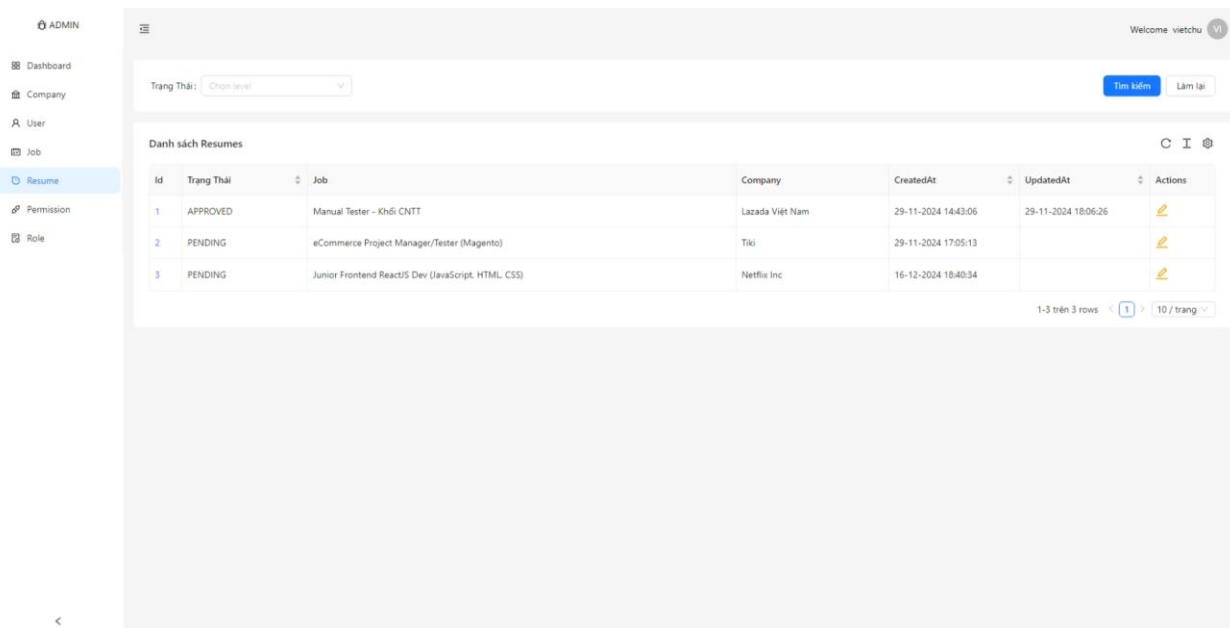 ADMIN
Welcome vietchu VI
Dashboard
Company
User
Job
Resume
Permission
Role
Trạng Thái: Chọn level
Tìm kiếm Làm lại
Danh sách Resumes
Id Trạng Thái Job Company CreatedAt UpdatedAt Actions
1 APPROVED Manual Tester - Khối CNTT Lazada Việt Nam 29-11-2024 14:43:06 29-11-2024 18:06:26
2 PENDING eCommerce Project Manager/Tester (Magento) Tiki 29-11-2024 17:05:13
3 PENDING Junior Frontend ReactJS Dev (JavaScript, HTML, CSS) Netflix Inc 16-12-2024 18:40:34
1-3 trên 3 rows < 1 > 10 / trang